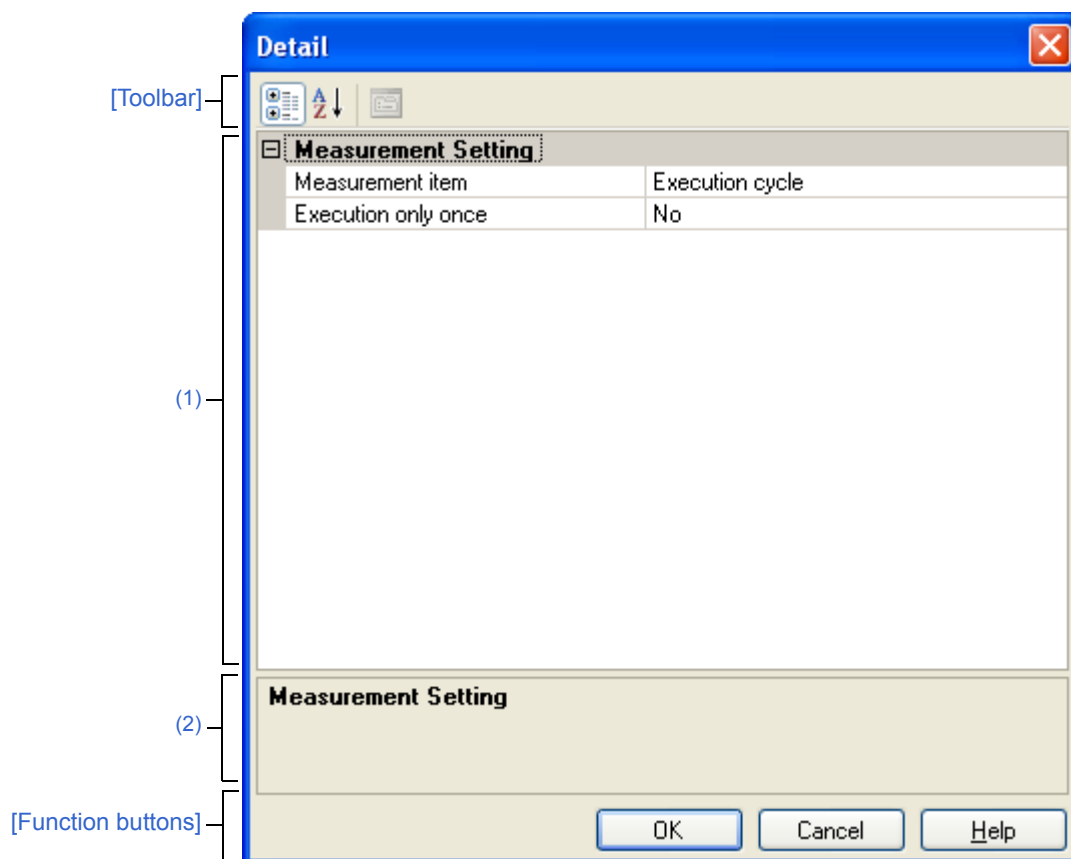 Detail
[Toolbar]
A
Z
Measurement Setting
Measurement item Execution cycle
Execution only once No
(1)
Measurement Setting
(2)
[Function buttons]
OK Cancel Help